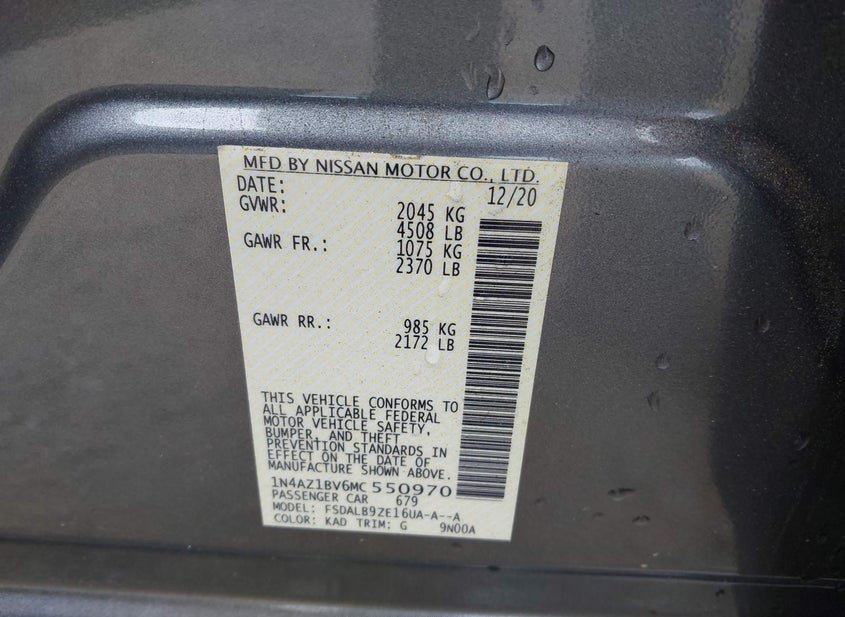 MFD BY NISSAN MOTOR CO., LTD.
DATE: 12/20
GVWR: 2045 KG
4508 LB
GAWR FR.: 1075 KG
2370 LB
GAWR RR.: 985 KG
2172 LB
THIS VEHICLE CONFORMS TO
ALL APPLICABLE FEDERAL
MOTOR VEHICLE SAFETY,
BUMPER, AND THEFT
PREVENTION STANDARDS IN
EFFECT ON THE DATE OF
MANUFACTURE SHOWN ABOVE.
1N4AZ1BV6MC 550970
PASSENGER CAR 679
MODEL: FSDALB9ZE16UA-A--A
COLOR: KAD TRIM: G 9N00A